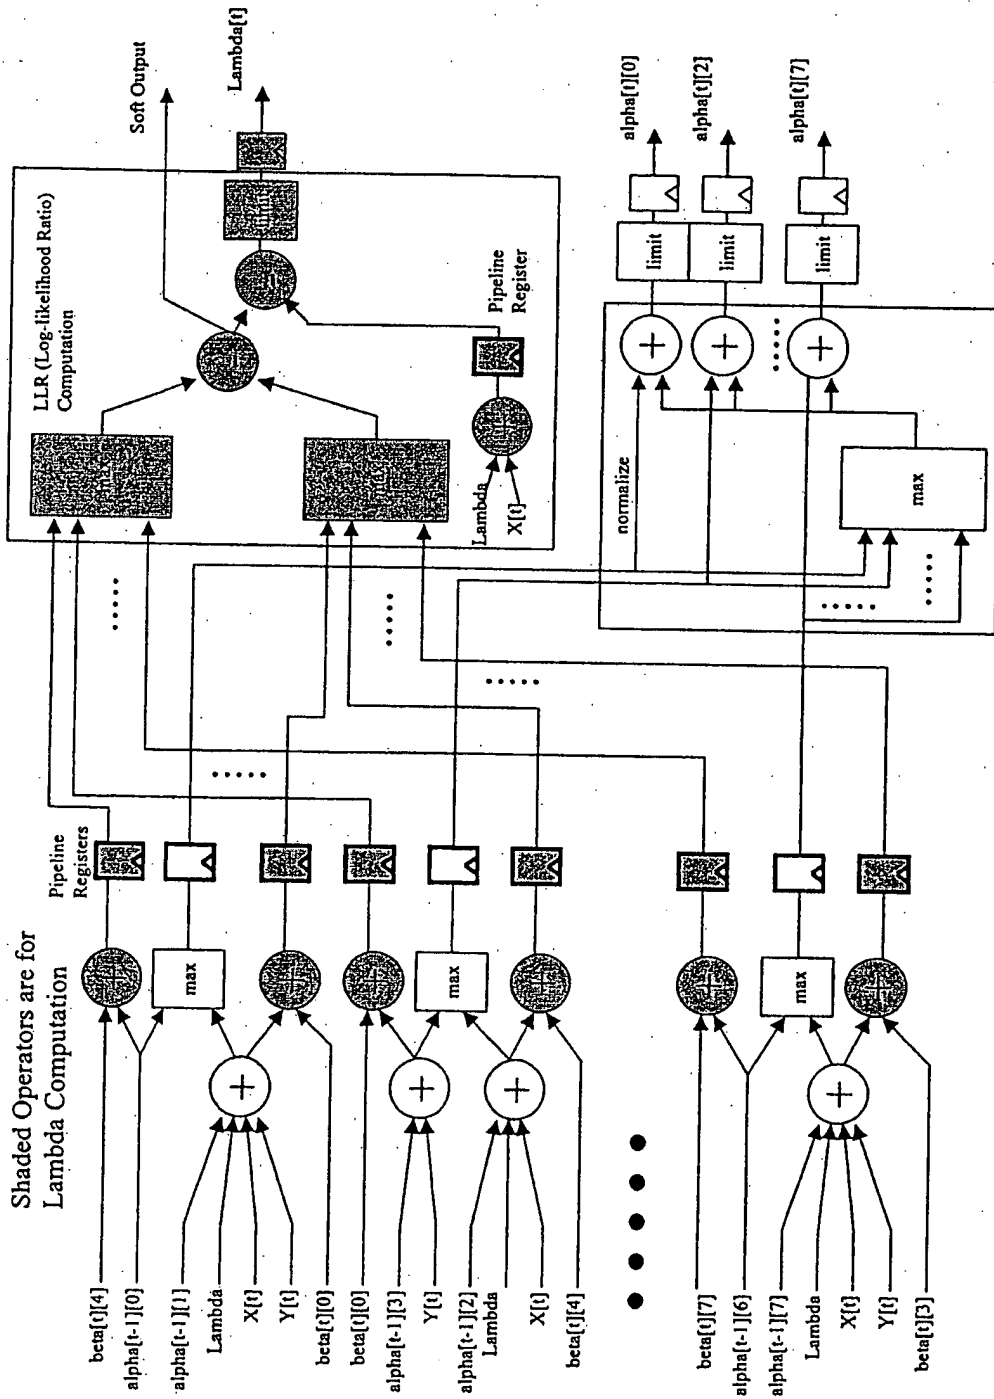 Shaded Operators are for
Lambda Computation
beta[t][4]
alpha[t-1][0]
alpha[t-1][1]
Lambda
X[t]
Y[t]
beta[t][0]
beta[t][0]
alpha[t-1][3]
Y[t]
alpha[t-1][2]
Lambda
X[t]
beta[t][4]
beta[t][7]
alpha[t-1][6]
alpha[t-1][7]
Lambda
X[t]
Y[t]
beta[t][3]
+
+
+
+
+
max
+
+
max
+
+
max
+
Pipeline
Registers
LLR (Log-likelihood Ratio)
Computation
max
max
Lambda
X[t]
+
Pipeline
Register
limit
Soft Output
Lambda[t]
normalize
max
+
+
+
limit
limit
limit
alpha[t][0]
alpha[t][2]
alpha[t][7]